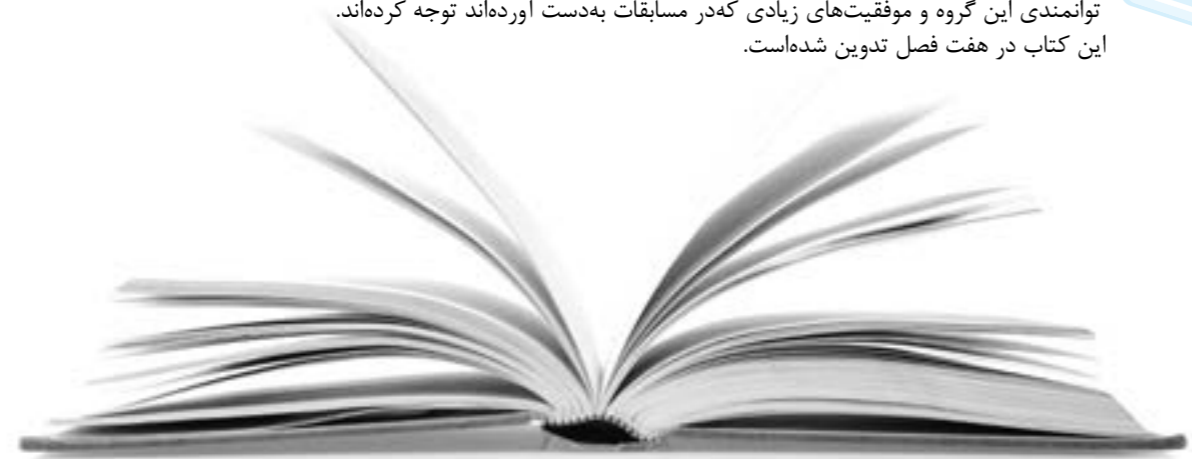 توانمندی این گروه و موفقیت‌های زیادی که‌در مسابقات به‌دست آورده‌اند توجه کرده‌اند.
این کتاب در هفت فصل تدوین شده‌است.